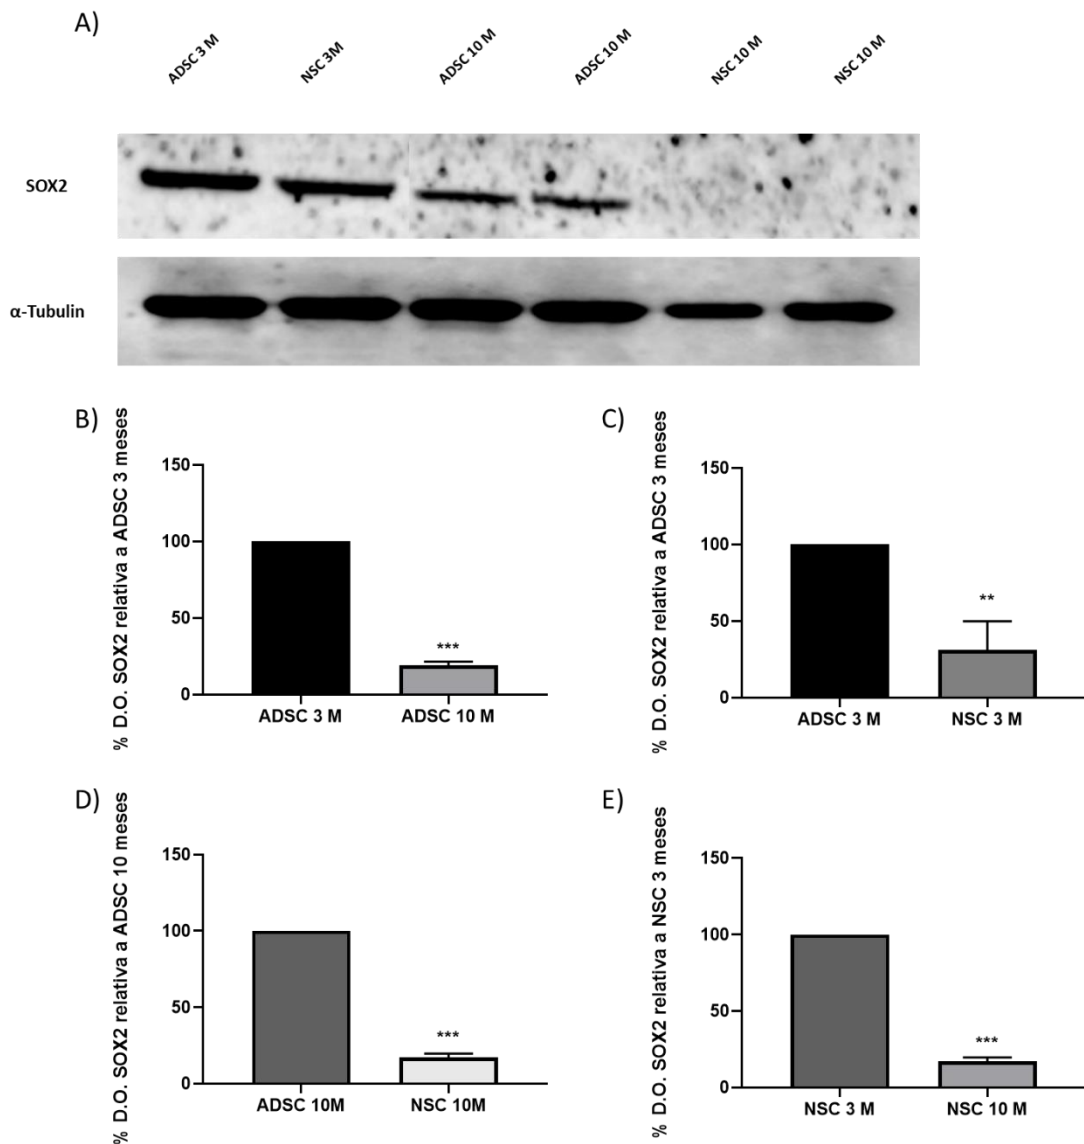 A)
ADSC 3 M
NSC 3M
ADSC 10 M
ADSC 10 M
NSC 10 M
NSC 10 M
SOX2
α-Tubulin
B)
% D.O. SOX2 relativa a ADSC 3 meses
150
100
50
0
***
ADSC 3 M
ADSC 10 M
C)
% D.O. SOX2 relativa a ADSC 3 meses
150
100
50
0
**
ADSC 3 M
NSC 3 M
D)
% D.O. SOX2 relativa a ADSC 10 meses
150
100
50
0
***
ADSC 10M
NSC 10M
E)
% D.O. SOX2 relativa a NSC 3 meses
150
100
50
0
***
NSC 3 M
NSC 10 M